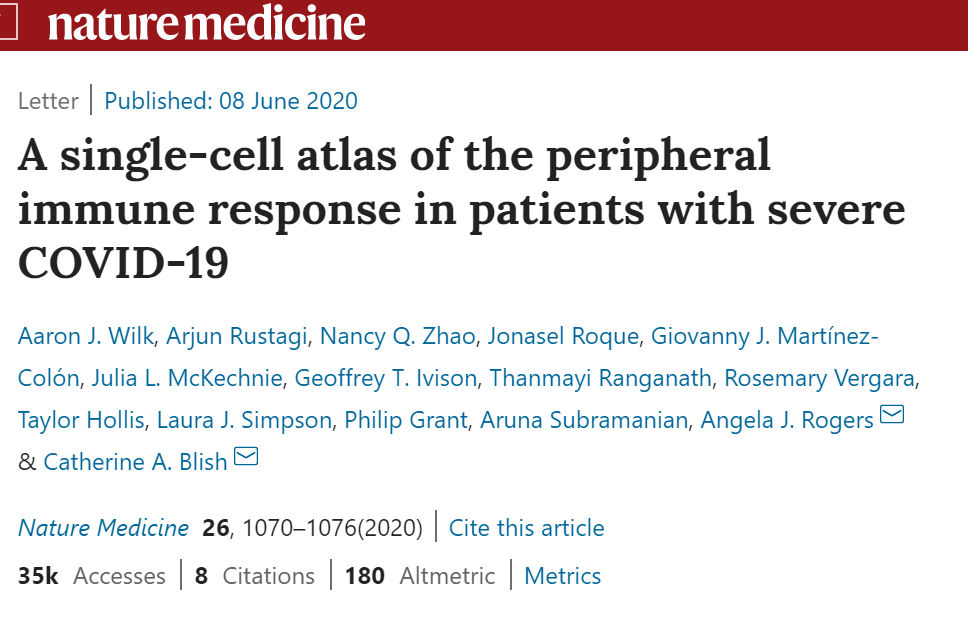 nature medicine
Letter | Published: 08 June 2020
A single-cell atlas of the peripheral
immune response in patients with severe
COVID-19
Aaron J. Wilk, Arjun Rustagi, Nancy Q. Zhao, Jonasel Roque, Giovanny J. Martínez-
Colón, Julia L. McKechnie, Geoffrey T. Ivison, Thanmayi Ranganath, Rosemary Vergara,
Taylor Hollis, Laura J. Simpson, Philip Grant, Aruna Subramanian, Angela J. Rogers
& Catherine A. Blish
Nature Medicine 26, 1070–1076(2020) | Cite this article
35k Accesses | 8 Citations | 180 Altmetric | Metrics